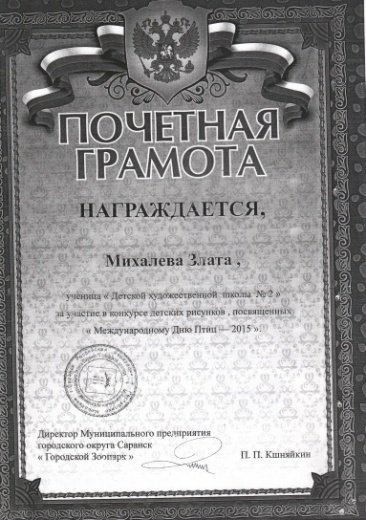 ПОЧЕТНАЯ
ГРАМОТА
НАГРАЖДАЕТСЯ,
Михалева Злата ,
ученица « Детской художественной школы № 2 »
за участие в конкурсе детских рисунков , посвященных
« Международному Дню Птиц — 2015 ».
Директор Муниципального предприятия
городского округа Саранск
« Городской Зоопарк »
П. П. Кшняйкин